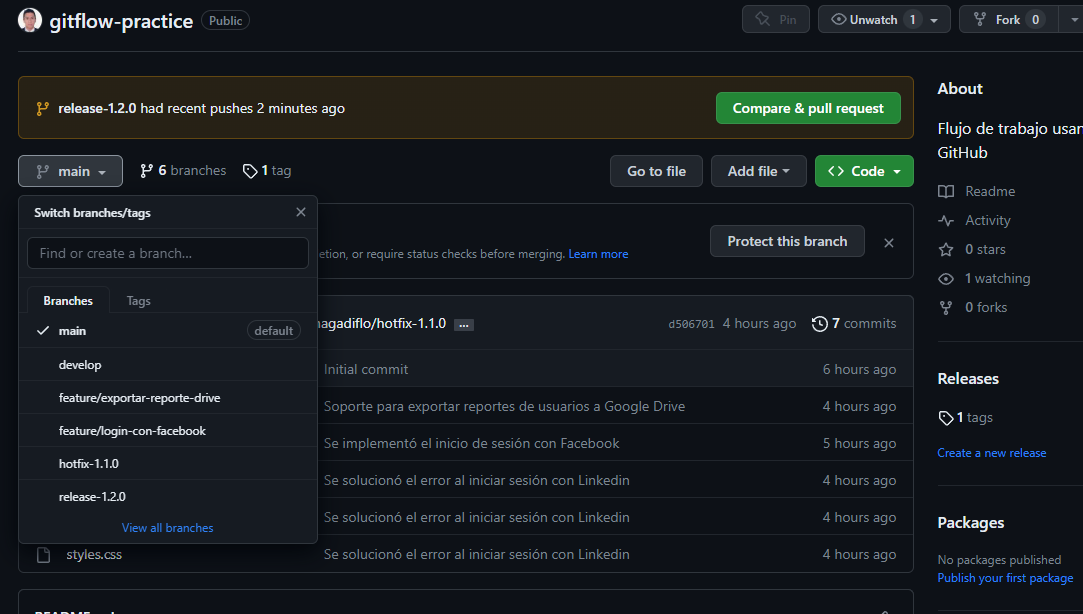 gitflow-practice Public
Pin
Unwatch 1
Fork 0
release-1.2.0 had recent pushes 2 minutes ago
Compare & pull request
main
6 branches
1 tag
Go to file
Add file
Code
Switch branches/tags
Find or create a branch...
Branches
Tags
main
default
develop
feature/exportar-reporte-drive
feature/login-con-facebook
hotfix-1.1.0
release-1.2.0
View all branches
etion, or require status checks before merging. Learn more
Protect this branch
nagadiflo/hotfix-1.1.0 ...
d506701 4 hours ago
7 commits
Initial commit
6 hours ago
Soporte para exportar reportes de usuarios a Google Drive
4 hours ago
Se implementó el inicio de sesión con Facebook
5 hours ago
Se solucionó el error al iniciar sesión con Linkedin
4 hours ago
Se solucionó el error al iniciar sesión con Linkedin
4 hours ago
styles.css
Se solucionó el error al iniciar sesión con Linkedin
4 hours ago
About
Flujo de trabajo usan
GitHub
Readme
Activity
0 stars
1 watching
0 forks
Releases
1 tags
Create a new release
Packages
No packages published
Publish your first package